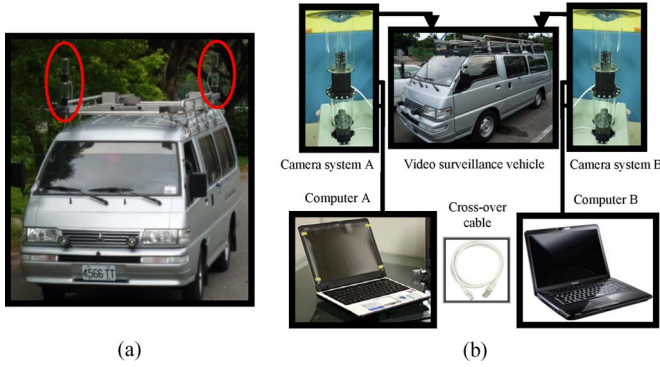 4566 TT
Camera system A
Video surveillance vehicle
Camera system B
Computer A
Cross-over
cable
Computer B
(a)
(b)